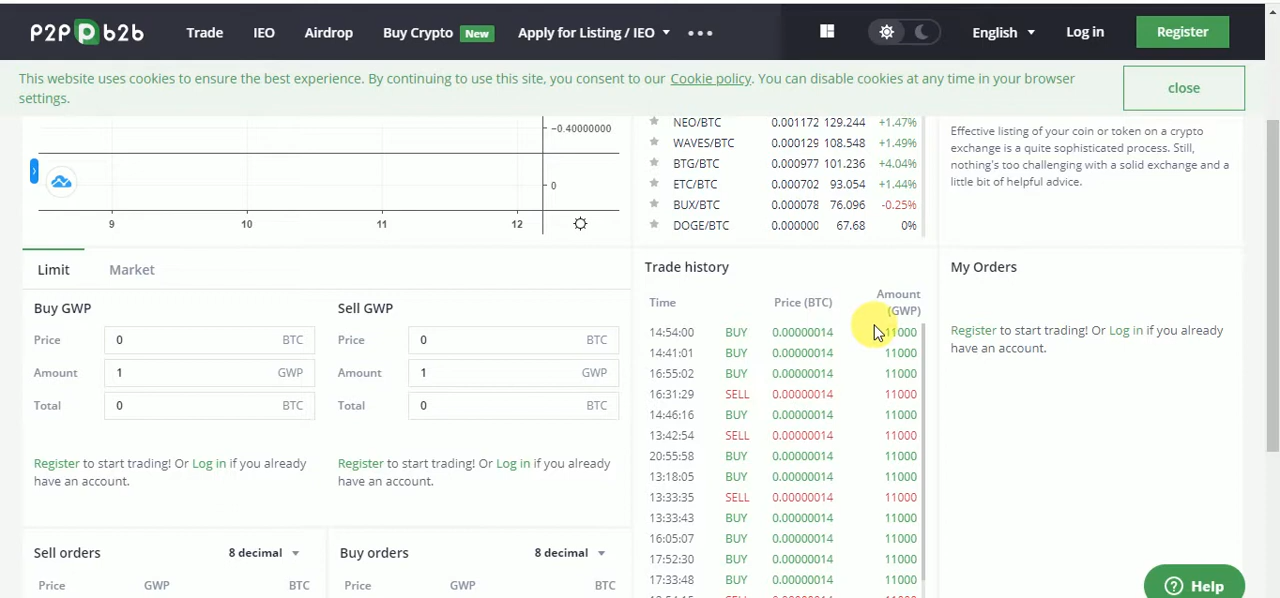 P2P b2b Trade IEO Airdrop Buy Crypto New Apply for Listing / IEO English Log in Register
This website uses cookies to ensure the best experience. By continuing to use this site, you consent to our Cookie policy. You can disable cookies at any time in your browser
settings.
close
−0.40000000
0
9 10 11 12
NEO/BTC 0.001172 129.244 +1.47%
WAVES/BTC 0.000129 108.548 +1.49%
BTG/BTC 0.000977 101.236 +4.04%
ETC/BTC 0.000702 93.054 +1.44%
BUX/BTC 0.000078 76.096 -0.25%
DOGE/BTC 0.000000 67.68 0%
Effective listing of your coin or token on a crypto
exchange is a quite sophisticated process. Still,
nothing's too challenging with a solid exchange and a
little bit of helpful advice.
Limit Market
Buy GWP
Price 0 BTC
Amount 1 GWP
Total 0 BTC
Register to start trading! Or Log in if you already
have an account.
Sell GWP
Price 0 BTC
Amount 1 GWP
Total 0 BTC
Register to start trading! Or Log in if you already
have an account.
Trade history
Time Price (BTC) Amount
(GWP)
14:54:00 BUY 0.00000014 11000
14:41:01 BUY 0.00000014 11000
16:55:02 BUY 0.00000014 11000
16:31:29 SELL 0.00000014 11000
14:46:16 BUY 0.00000014 11000
13:42:54 SELL 0.00000014 11000
20:55:58 BUY 0.00000014 11000
13:18:05 BUY 0.00000014 11000
13:33:35 SELL 0.00000014 11000
13:33:43 BUY 0.00000014 11000
16:05:07 BUY 0.00000014 11000
17:52:30 BUY 0.00000014 11000
17:33:48 BUY 0.00000014 11000
My Orders
Register to start trading! Or Log in if you already
have an account.
Sell orders 8 decimal
Price GWP BTC
Buy orders 8 decimal
Price GWP BTC
Help